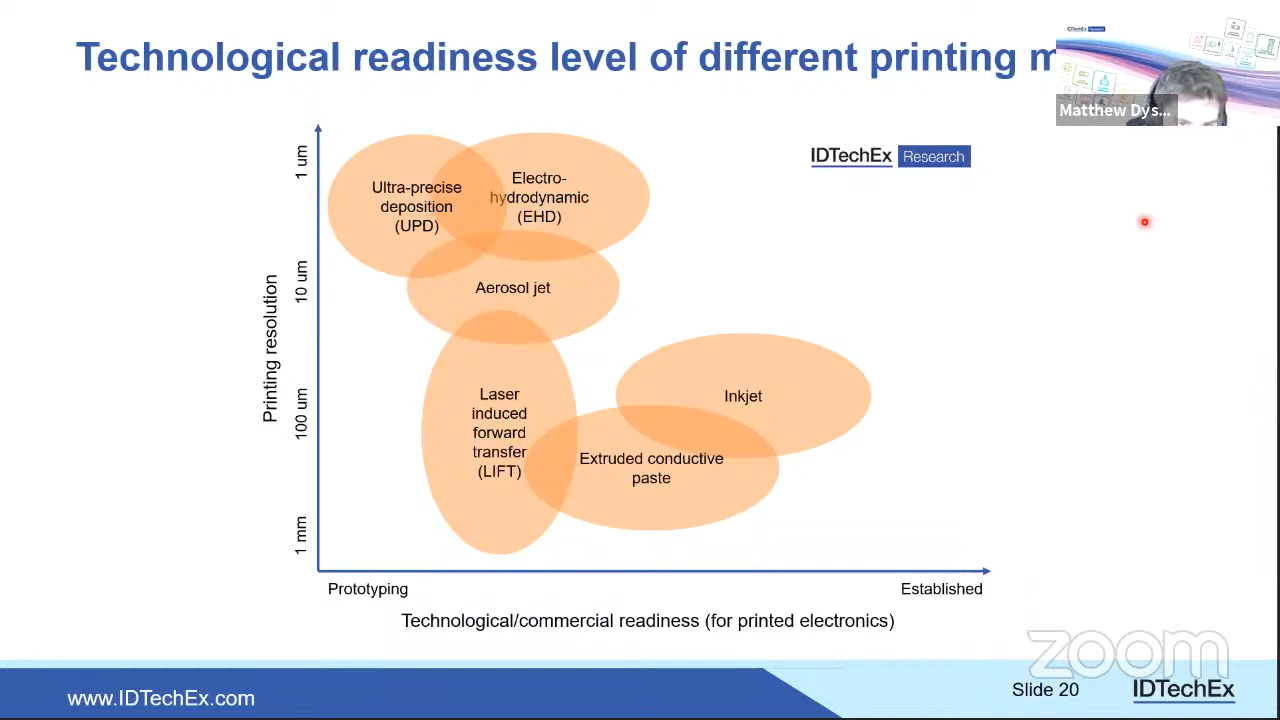 Technological readiness level of different printing m
IDTechEx
Matthew Dys...
IDTechEx Research
1 um
10 um
100 um
1 mm
Printing resolution
Ultra-precise
deposition
(UPD)
Electro-
hydrodynamic
(EHD)
Aerosol jet
Laser
induced
forward
transfer
(LIFT)
Inkjet
Extruded conductive
paste
Prototyping
Established
Technological/commercial readiness (for printed electronics)
zoom
www.IDTechEx.com
Slide 20
IDTechEx